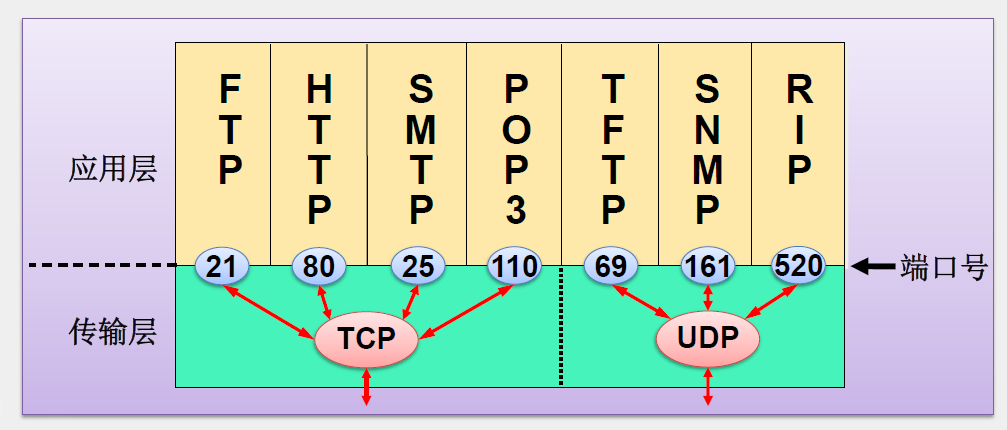 应用层
FTP
HTTP
SMTP
POP3
TFTP
SNMP
RIP
21
80
25
110
69
161
520
端口号
传输层
TCP
UDP